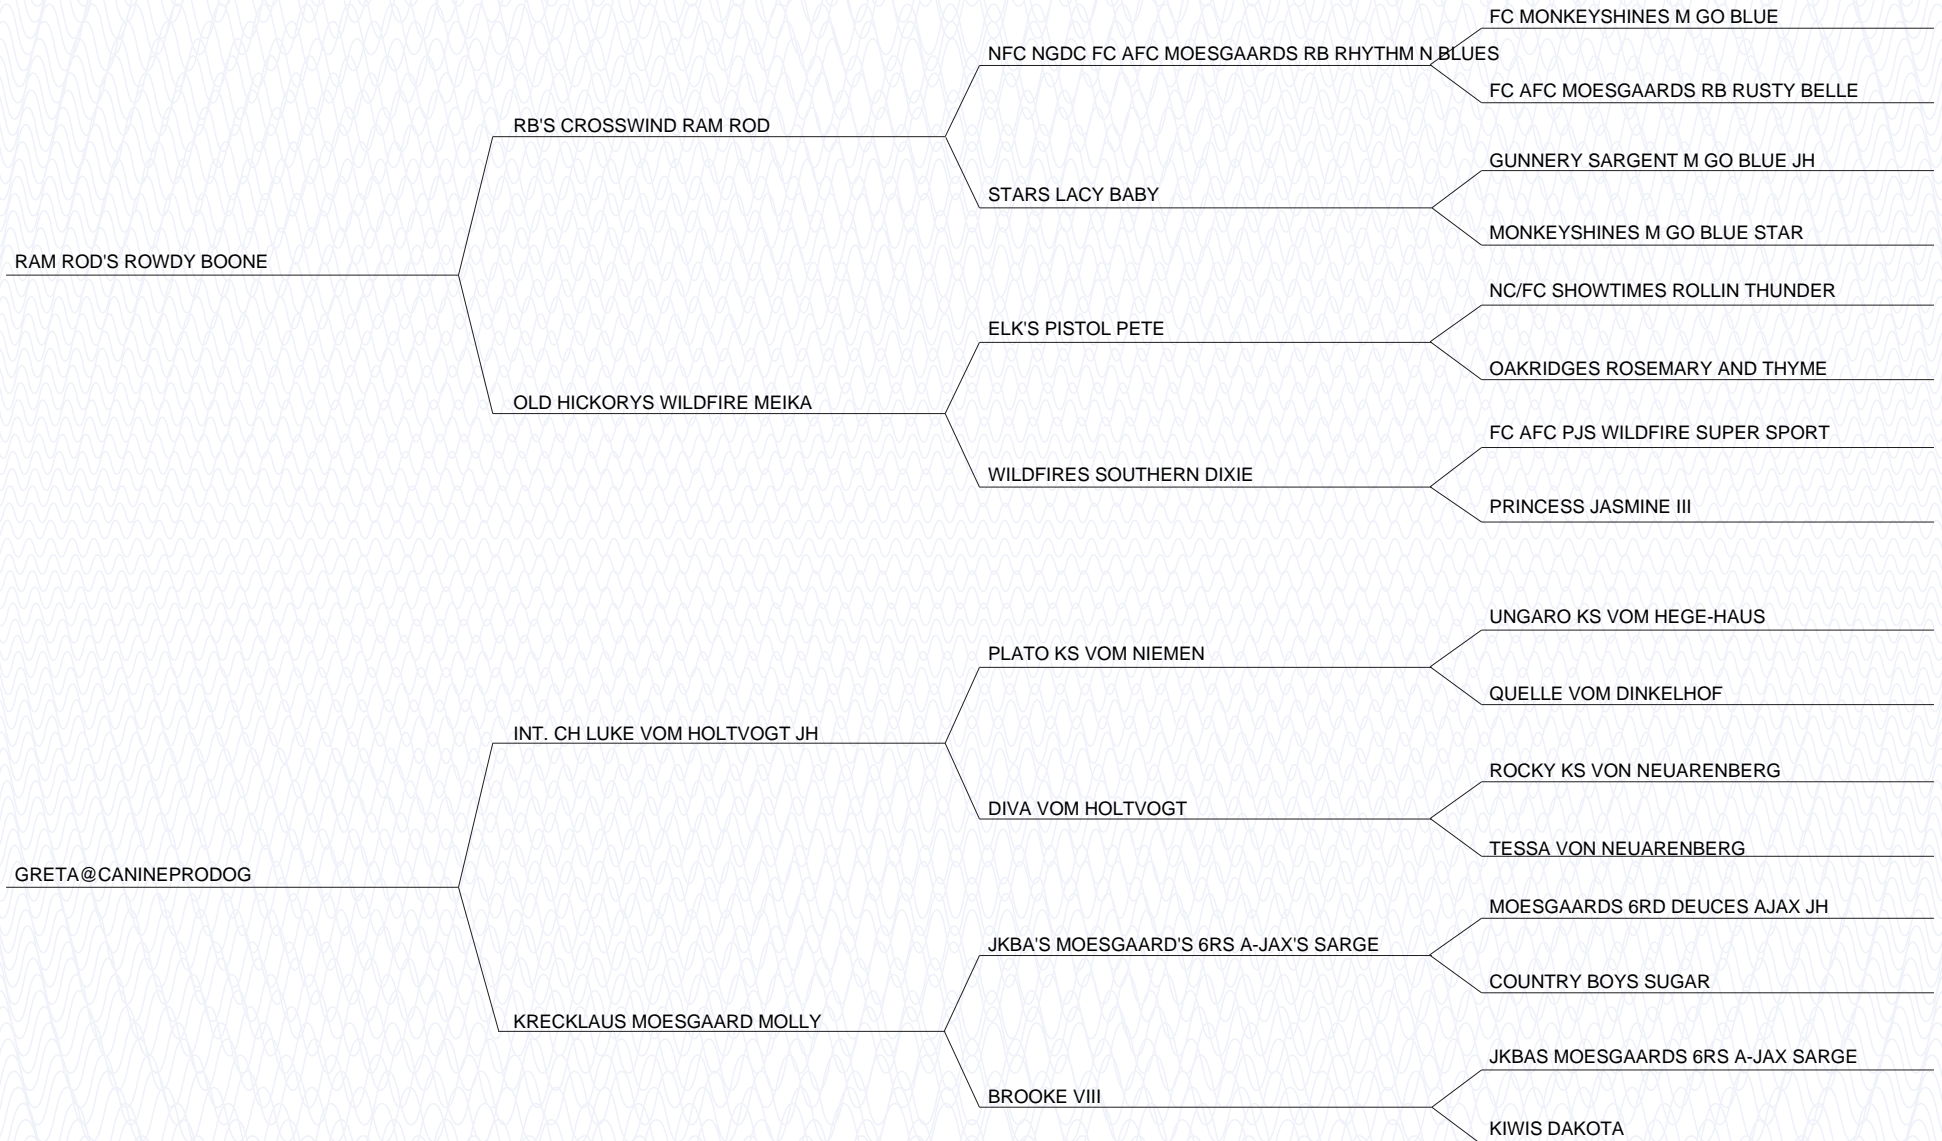 FC MONKEYSHINES M GO BLUE
NFC NGDC FC AFC MOESGAARDS RB RHYTHM N BLUES
FC AFC MOESGAARDS RB RUSTY BELLE
RB'S CROSSWIND RAM ROD
GUNNERY SARGENT M GO BLUE JH
STARS LACY BABY
MONKEYSHINES M GO BLUE STAR
RAM ROD'S ROWDY BOONE
NC/FC SHOWTIMES ROLLIN THUNDER
ELK'S PISTOL PETE
OAKRIDGES ROSEMARY AND THYME
OLD HICKORYS WILDFIRE MEIKA
FC AFC PJS WILDFIRE SUPER SPORT
WILDFIRES SOUTHERN DIXIE
PRINCESS JASMINE III
UNGARO KS VOM HEGE-HAUS
PLATO KS VOM NIEMEN
QUELLE VOM DINKELHOF
INT. CH LUKE VOM HOLTVOGT JH
ROCKY KS VON NEUARENBERG
DIVA VOM HOLTVOGT
TESSA VON NEUARENBERG
GRETA@CANINEPRODOG
MOESGAARDS 6RD DEUCES AJAX JH
JKBA'S MOESGAARD'S 6RS A-JAX'S SARGE
COUNTRY BOYS SUGAR
KRECKLAUS MOESGAARD MOLLY
JKBAS MOESGAARDS 6RS A-JAX SARGE
BROOKE VIII
KIWIS DAKOTA